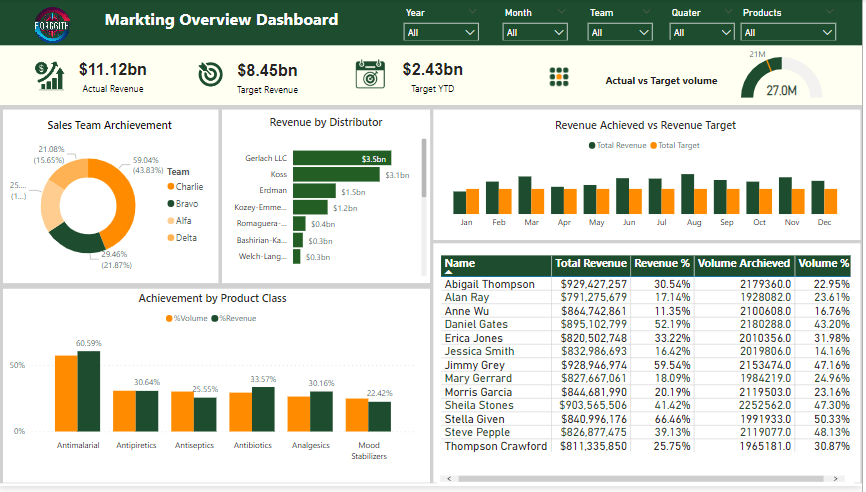 BORGSITE
Markting Overview Dashboard
Year
All
Month
All
Team
All
Quater
All
Products
All
$11.12bn
Actual Revenue
$8.45bn
Target Revenue
$2.43bn
Target YTD
Actual vs Target volume
21M
27.0M
Sales Team Archievement
21.08%
(15.65%)
59.04%
(43.83%)
25....
(1...)
29.46%
(21.87%)
Team
Charlie
Bravo
Alfa
Delta
Revenue by Distributor
Gerlach LLC $3.5bn
Koss $3.1bn
Erdman $1.5bn
Kozey-Emme... $1.2bn
Romaguera-... $0.4bn
Bashirian-Ka... $0.3bn
Welch-Lang... $0.3bn
Revenue Achieved vs Revenue Target
Total Revenue Total Target
Jan Feb Mar Apr May Jun Jul Aug Sep Oct Nov Dec
Achievement by Product Class
%Volume %Revenue
50%
0%
60.59%
30.64%
25.55%
33.57%
30.16%
22.42%
Antimalarial
Antipiretics
Antiseptics
Antibiotics
Analgesics
Mood
Stabilizers
Name Total Revenue Revenue % Volume Archieved Volume %
Abigail Thompson $929,427,257 30.54% 2179360.0 22.95%
Alan Ray $791,275,679 17.14% 1928082.0 23.61%
Anne Wu $864,742,861 11.35% 2100608.0 16.76%
Daniel Gates $895,102,799 52.19% 2180288.0 43.20%
Erica Jones $820,502,748 33.22% 2010356.0 31.98%
Jessica Smith $832,986,693 16.42% 2019806.0 14.16%
Jimmy Grey $928,946,974 59.54% 2153474.0 47.16%
Mary Gerrard $827,667,061 18.09% 1984219.0 24.96%
Morris Garcia $844,681,990 20.19% 2119503.0 23.16%
Sheila Stones $903,565,506 41.42% 2252562.0 47.30%
Stella Given $840,996,176 66.46% 1991933.0 50.33%
Steve Pepple $826,877,475 39.13% 2119077.0 48.13%
Thompson Crawford $811,335,850 25.75% 1965181.0 30.87%